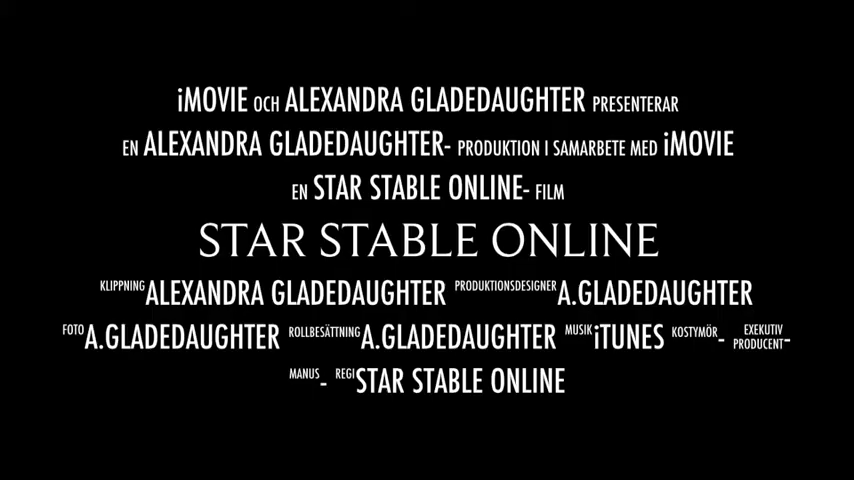 iMOVIE OCH ALEXANDRA GLADEDAUGHTER PRESENTERAR
EN ALEXANDRA GLADEDAUGHTER- PRODUKTION I SAMARBETE MED iMOVIE
EN STAR STABLE ONLINE- FILM
STAR STABLE ONLINE
KLIPPNING ALEXANDRA GLADEDAUGHTER PRODUKTIONSDESIGNER A.GLADEDAUGHTER
FOTO A.GLADEDAUGHTER ROLLBESÄTTNING A.GLADEDAUGHTER MUSIK iTUNES KOSTYMÖR- EXEKUTIV PRODUCENT-
MANUS- REGI STAR STABLE ONLINE